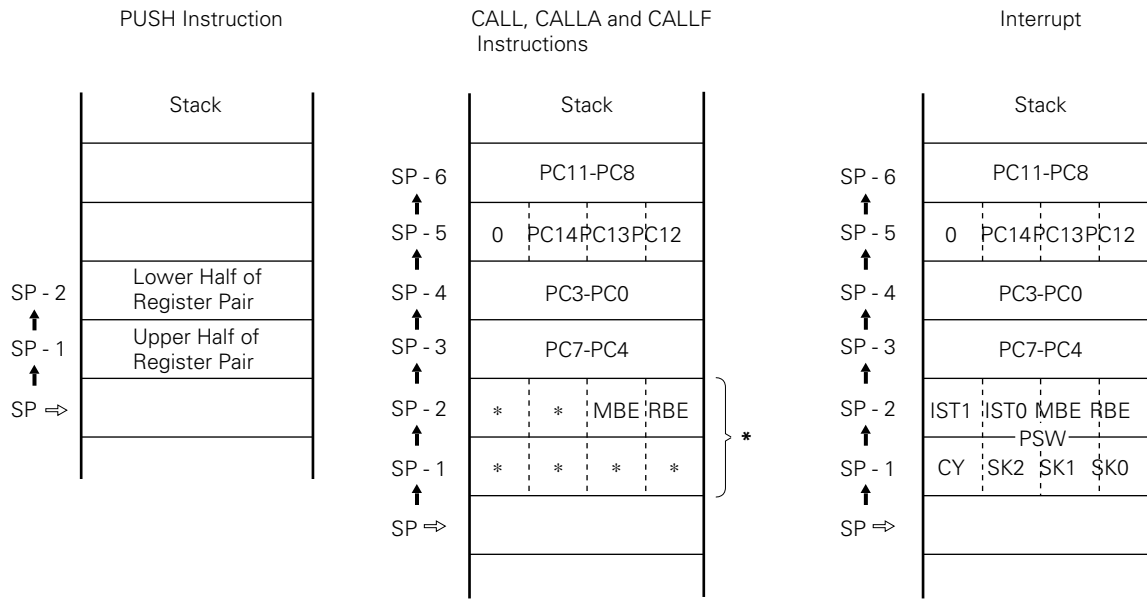 PUSH Instruction
Stack
Lower Half of
Register Pair
Upper Half of
Register Pair
SP - 2
SP - 1
SP ⇨
CALL, CALLA and CALLF
Instructions
Stack
SP - 6 PC11-PC8
SP - 5 0 PC14 PC13 PC12
SP - 4 PC3-PC0
SP - 3 PC7-PC4
SP - 2 * * MBE RBE
*
SP - 1 * * * *
SP ⇨
Interrupt
Stack
SP - 6 PC11-PC8
SP - 5 0 PC14 PC13 PC12
SP - 4 PC3-PC0
SP - 3 PC7-PC4
SP - 2 IST1 IST0 MBE RBE
PSW
SP - 1 CY SK2 SK1 SK0
SP ⇨